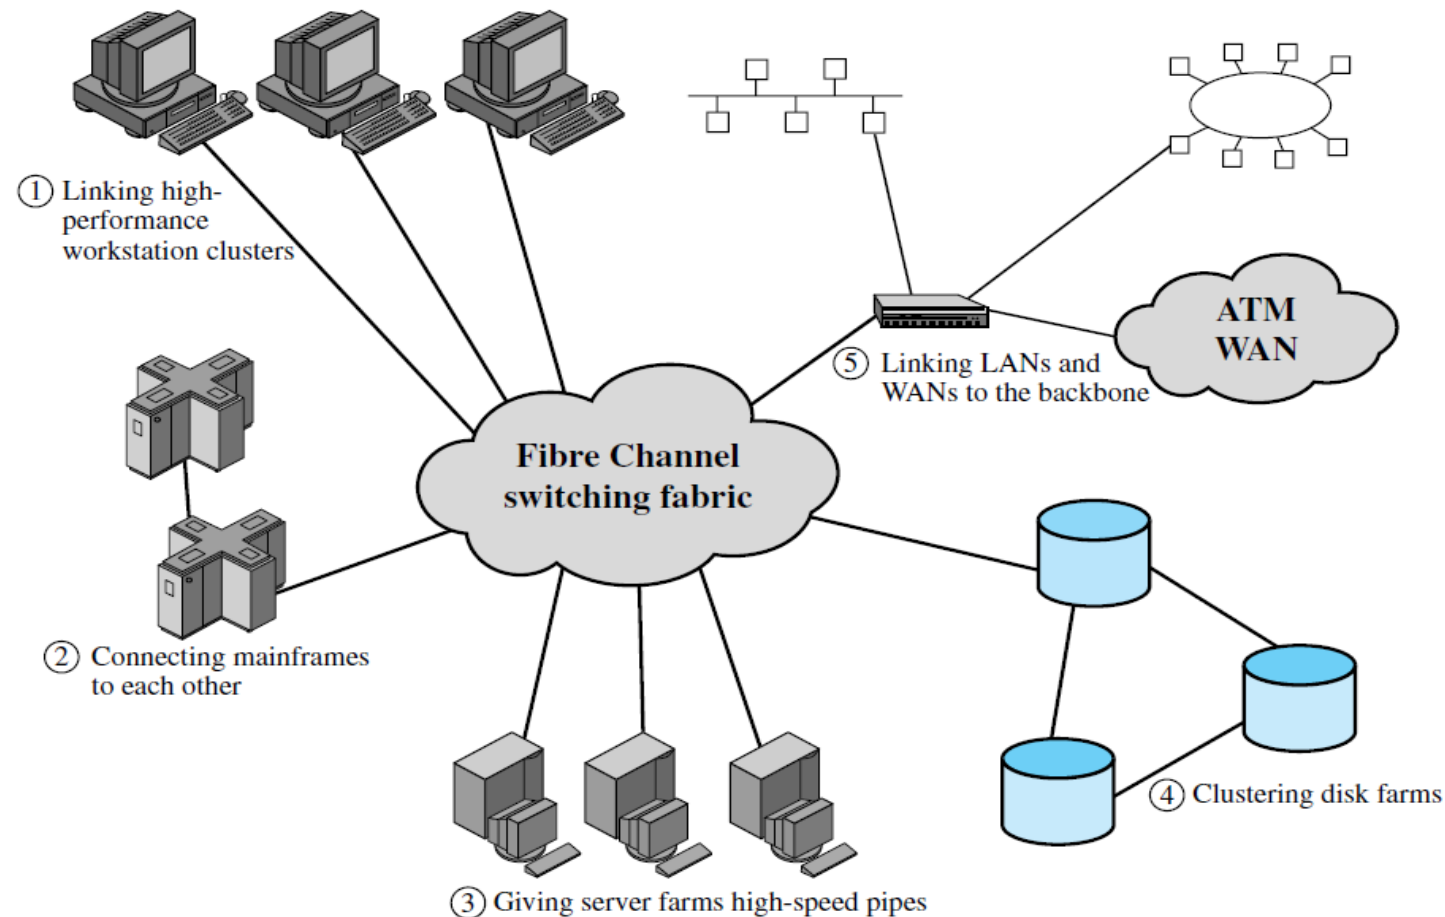 ① Linking high-
performance
workstation clusters
ATM
WAN
⑤ Linking LANs and
WANs to the backbone
Fibre Channel
switching fabric
② Connecting mainframes
to each other
④ Clustering disk farms
③ Giving server farms high-speed pipes